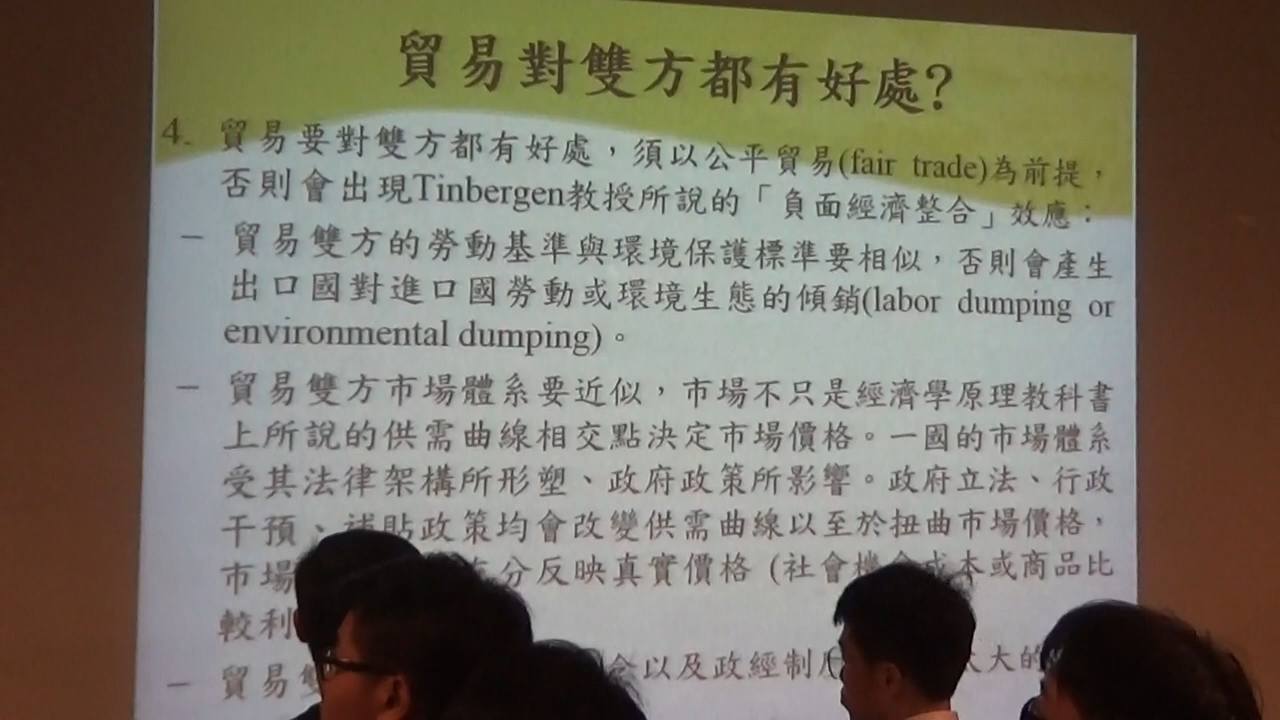 貿易對雙方都有好處?
4. 貿易要對雙方都有好處，須以公平貿易(fair trade)為前提，
否則會出現Tinbergen教授所說的「負面經濟整合」效應：
– 貿易雙方的勞動基準與環境保護標準要相似，否則會產生
出口國對進口國勞動或環境生態的傾銷(labor dumping or
environmental dumping)。
– 貿易雙方市場體系要近似，市場不只是經濟學原理教科書
上所說的供需曲線相交點決定市場價格。一國的市場體系
受其法律架構所形塑、政府政策所影響。政府立法、行政
干預、補貼政策均會改變供需曲線以至於扭曲市場價格，
市場 分反映真實價格 (社會機會成本或商品比
較利
– 貿易雙 念以及政經制度 太大的